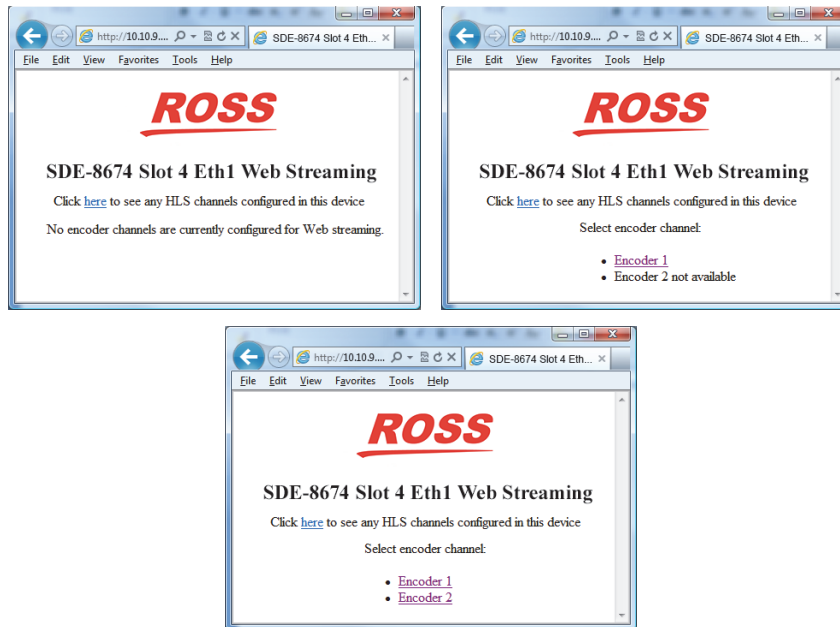 http://10.10.9.... SDE-8674 Slot 4 Eth...
File Edit View Favorites Tools Help
ROSS
SDE-8674 Slot 4 Eth1 Web Streaming
Click here to see any HLS channels configured in this device
No encoder channels are currently configured for Web streaming.
http://10.10.9.... SDE-8674 Slot 4 Eth...
File Edit View Favorites Tools Help
ROSS
SDE-8674 Slot 4 Eth1 Web Streaming
Click here to see any HLS channels configured in this device
Select encoder channel:
• Encoder 1
• Encoder 2 not available
http://10.10.9.... SDE-8674 Slot 4 Eth...
File Edit View Favorites Tools Help
ROSS
SDE-8674 Slot 4 Eth1 Web Streaming
Click here to see any HLS channels configured in this device
Select encoder channel:
• Encoder 1
• Encoder 2